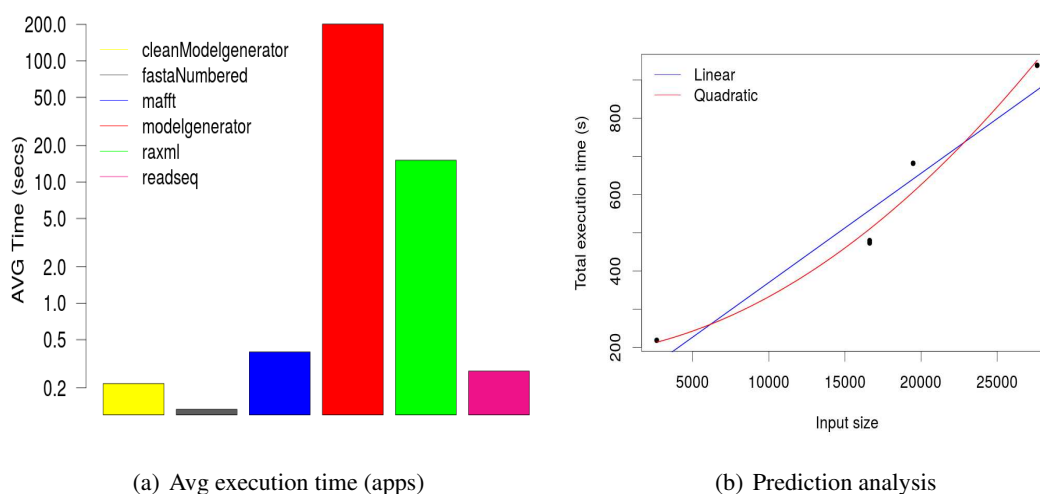 AVG Time (secs)
200.0
100.0
50.0
20.0
10.0
5.0
2.0
1.0
0.5
0.2
cleanModelgenerator
fastaNumbered
mafft
modelgenerator
raxml
readseq
(a) Avg execution time (apps)
Total execution time (s)
800
600
400
200
Linear
Quadratic
5000 10000 15000 20000 25000
Input size
(b) Prediction analysis